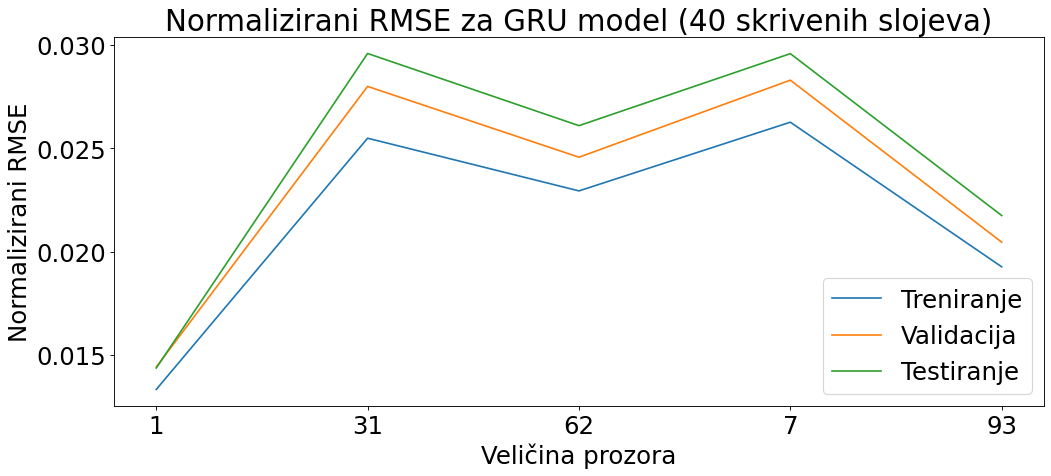 Normalizirani RMSE za GRU model (40 skrivenih slojeva)
Normalizirani RMSE
0.030
0.025
0.020
0.015
Treniranje
Validacija
Testiranje
1 31 62 7 93
Veličina prozora